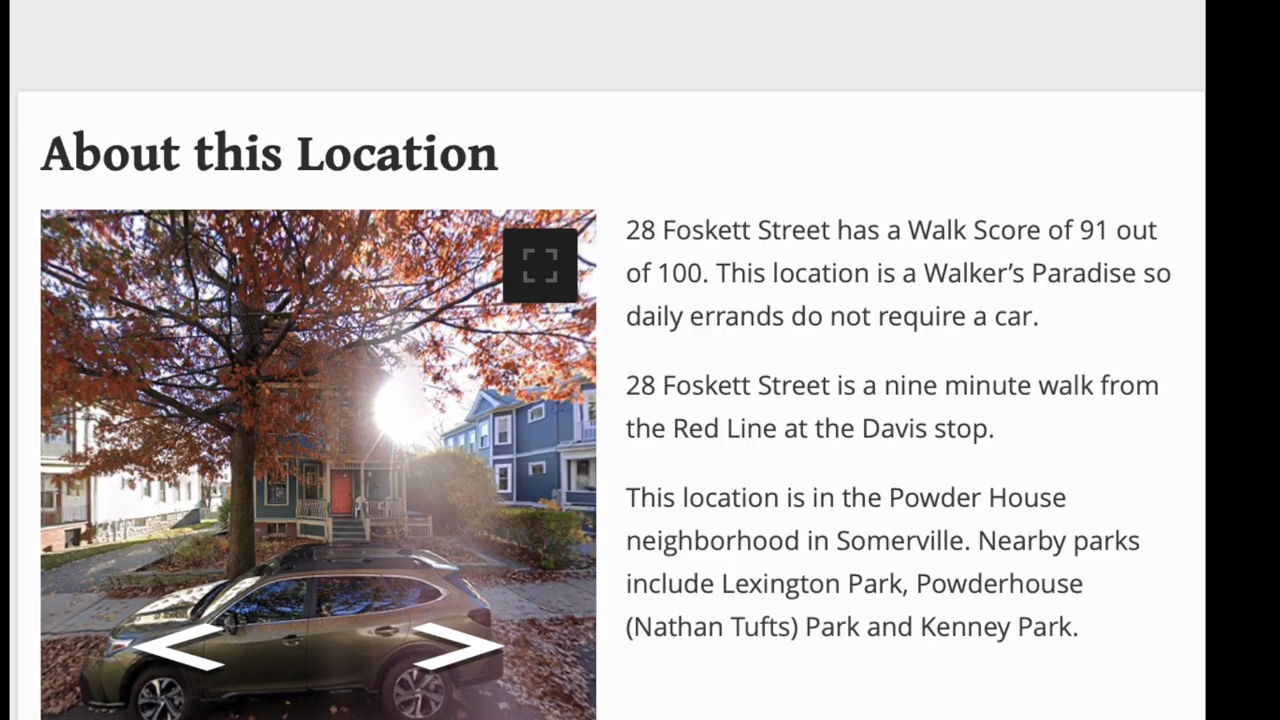 About this Location
28 Foskett Street has a Walk Score of 91 out
of 100. This location is a Walker’s Paradise so
daily errands do not require a car.
28 Foskett Street is a nine minute walk from
the Red Line at the Davis stop.
This location is in the Powder House
neighborhood in Somerville. Nearby parks
include Lexington Park, Powderhouse
(Nathan Tufts) Park and Kenney Park.